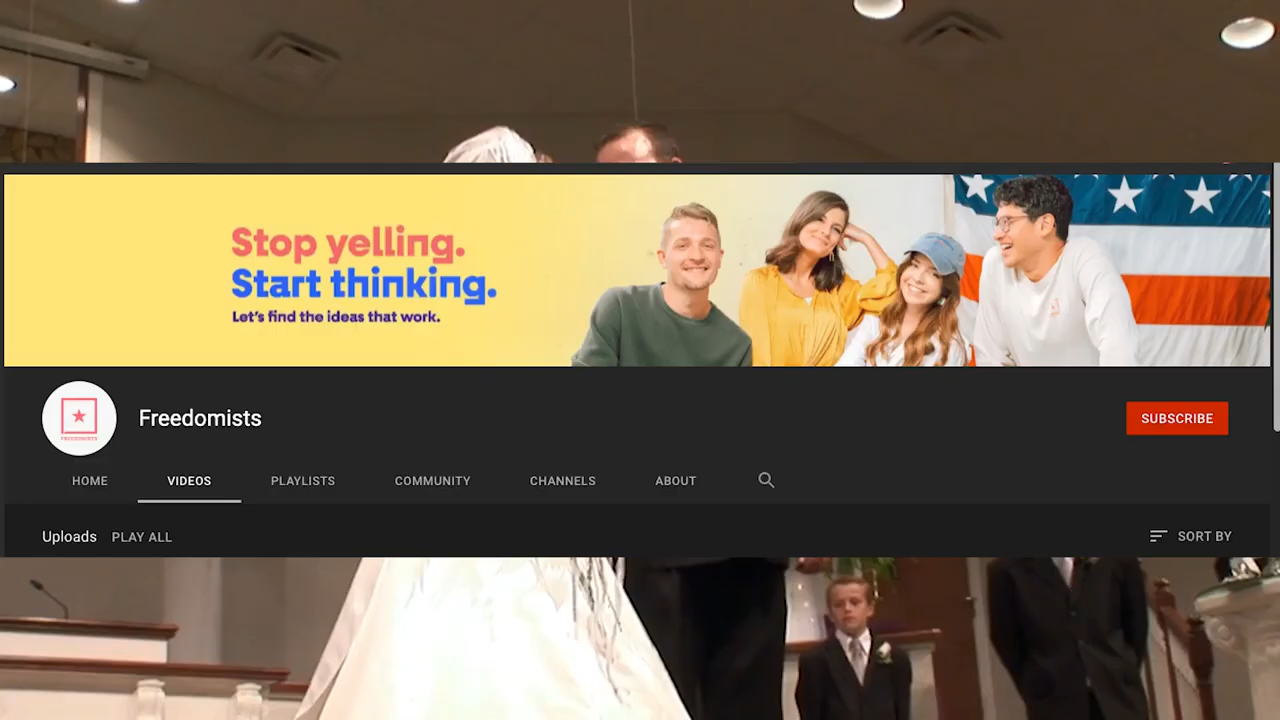 Stop yelling.
Start thinking.
Let's find the ideas that work.
FREEDOMISTS
Freedomists
SUBSCRIBE
HOME VIDEOS PLAYLISTS COMMUNITY CHANNELS ABOUT
Uploads PLAY ALL SORT BY